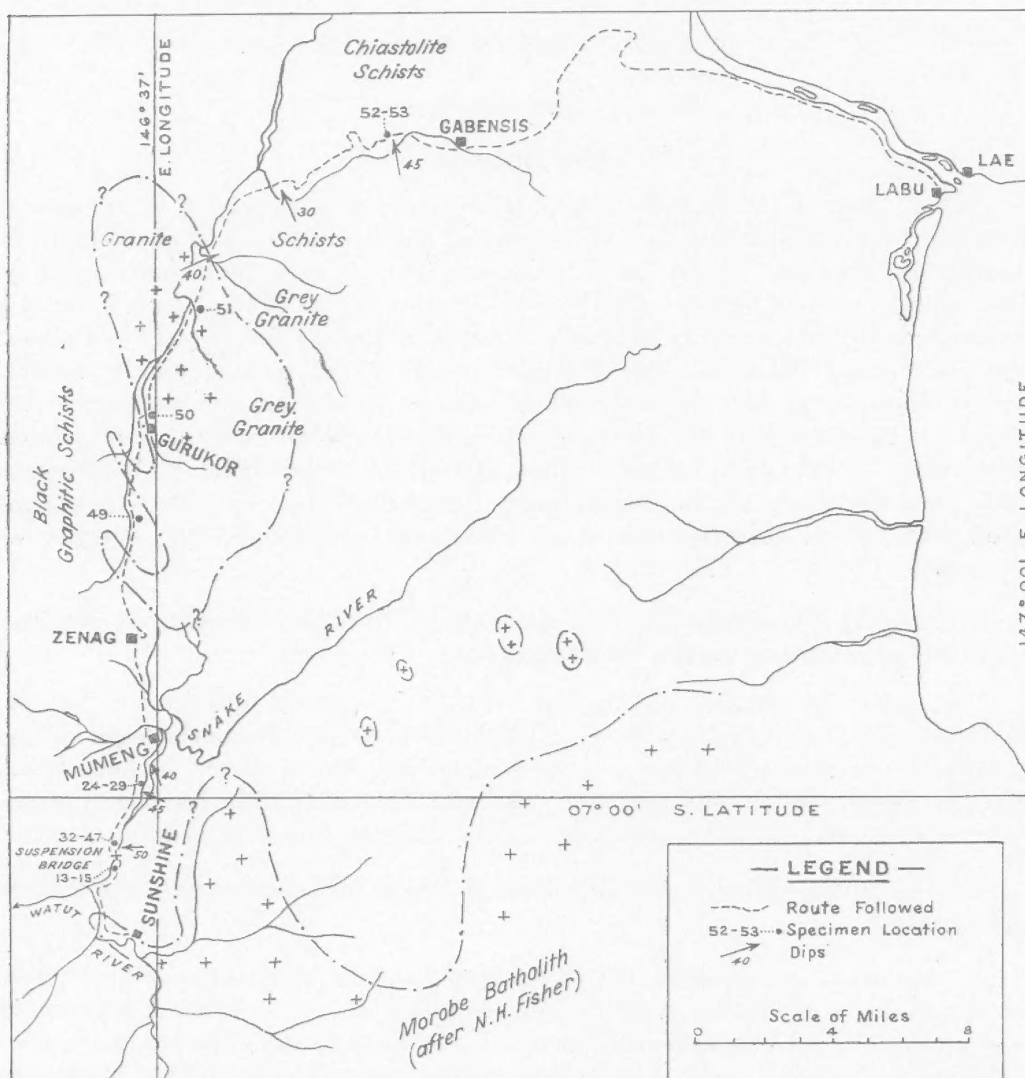 Chiastolite
Schists
146° 37'
E. LONGITUDE
52-53
GABENSIS
45
LAE
LABU
30
?
?
Granite
Schists
40
?
Grey
Granite
51
Grey
Granite
50
GURUKOR
?
Black
Graphitic Schists
49
147° 00' E. LONGITUDE
RIVER
?
ZENAG
SNAKE
MUMENG
40
24-29
?
45
?
07° 00' S. LATITUDE
32-47
SUSPENSION
BRIDGE
50
13-15
SUNSHINE
WATUT
RIVER
Morobe Batholith
(after N.H. Fisher)
LEGEND
Route Followed
52-53 Specimen Location
40 Dips
Scale of Miles
0 4 8